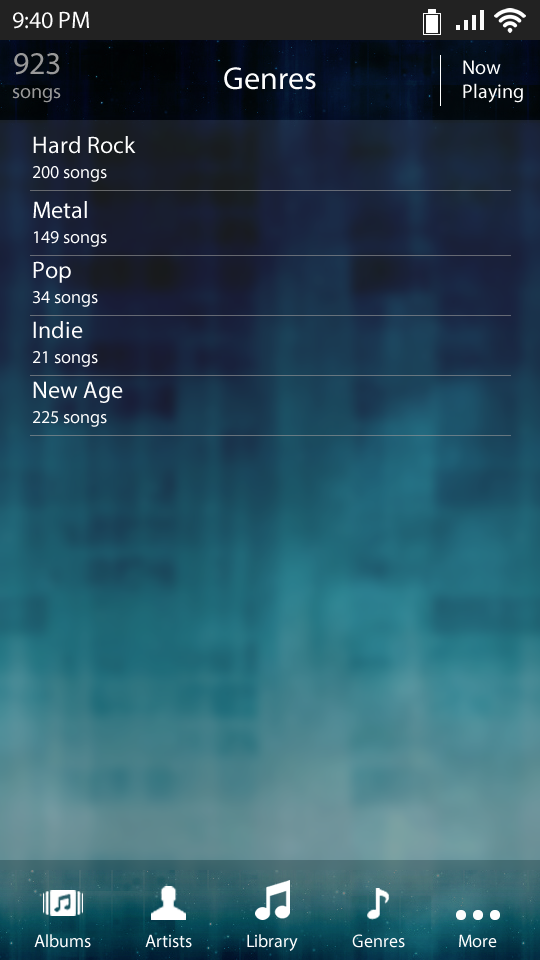 9:40 PM
923
songs
Genres
Now
Playing
Hard Rock
200 songs
Metal
149 songs
Pop
34 songs
Indie
21 songs
New Age
225 songs
Albums
Artists
Library
Genres
More